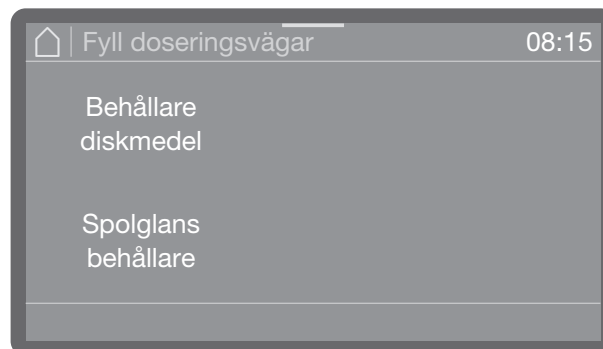 Fyll doseringsvägar 08:15
Behållare
diskmedel
Spolglans
behållare